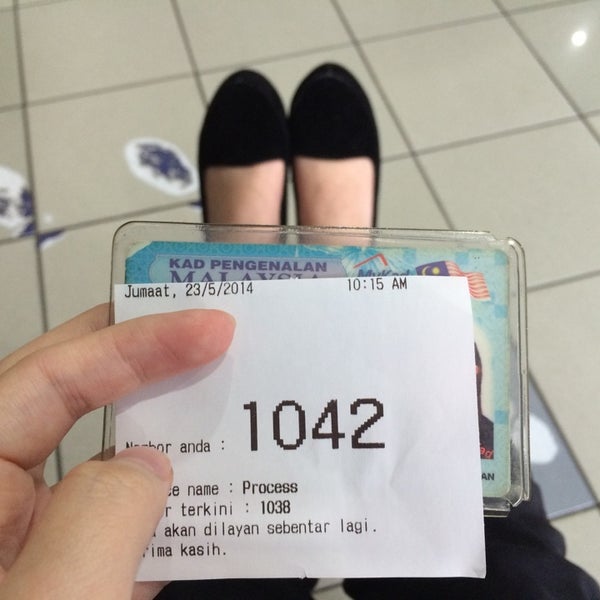 KAD PENGENALAN
MALAYSIA MyKad
Jumaat, 23/5/2014 10:15 AM
anda : 1042
name : Process
terkini : 1038
akan dilayan sebentar lagi.
kasih.